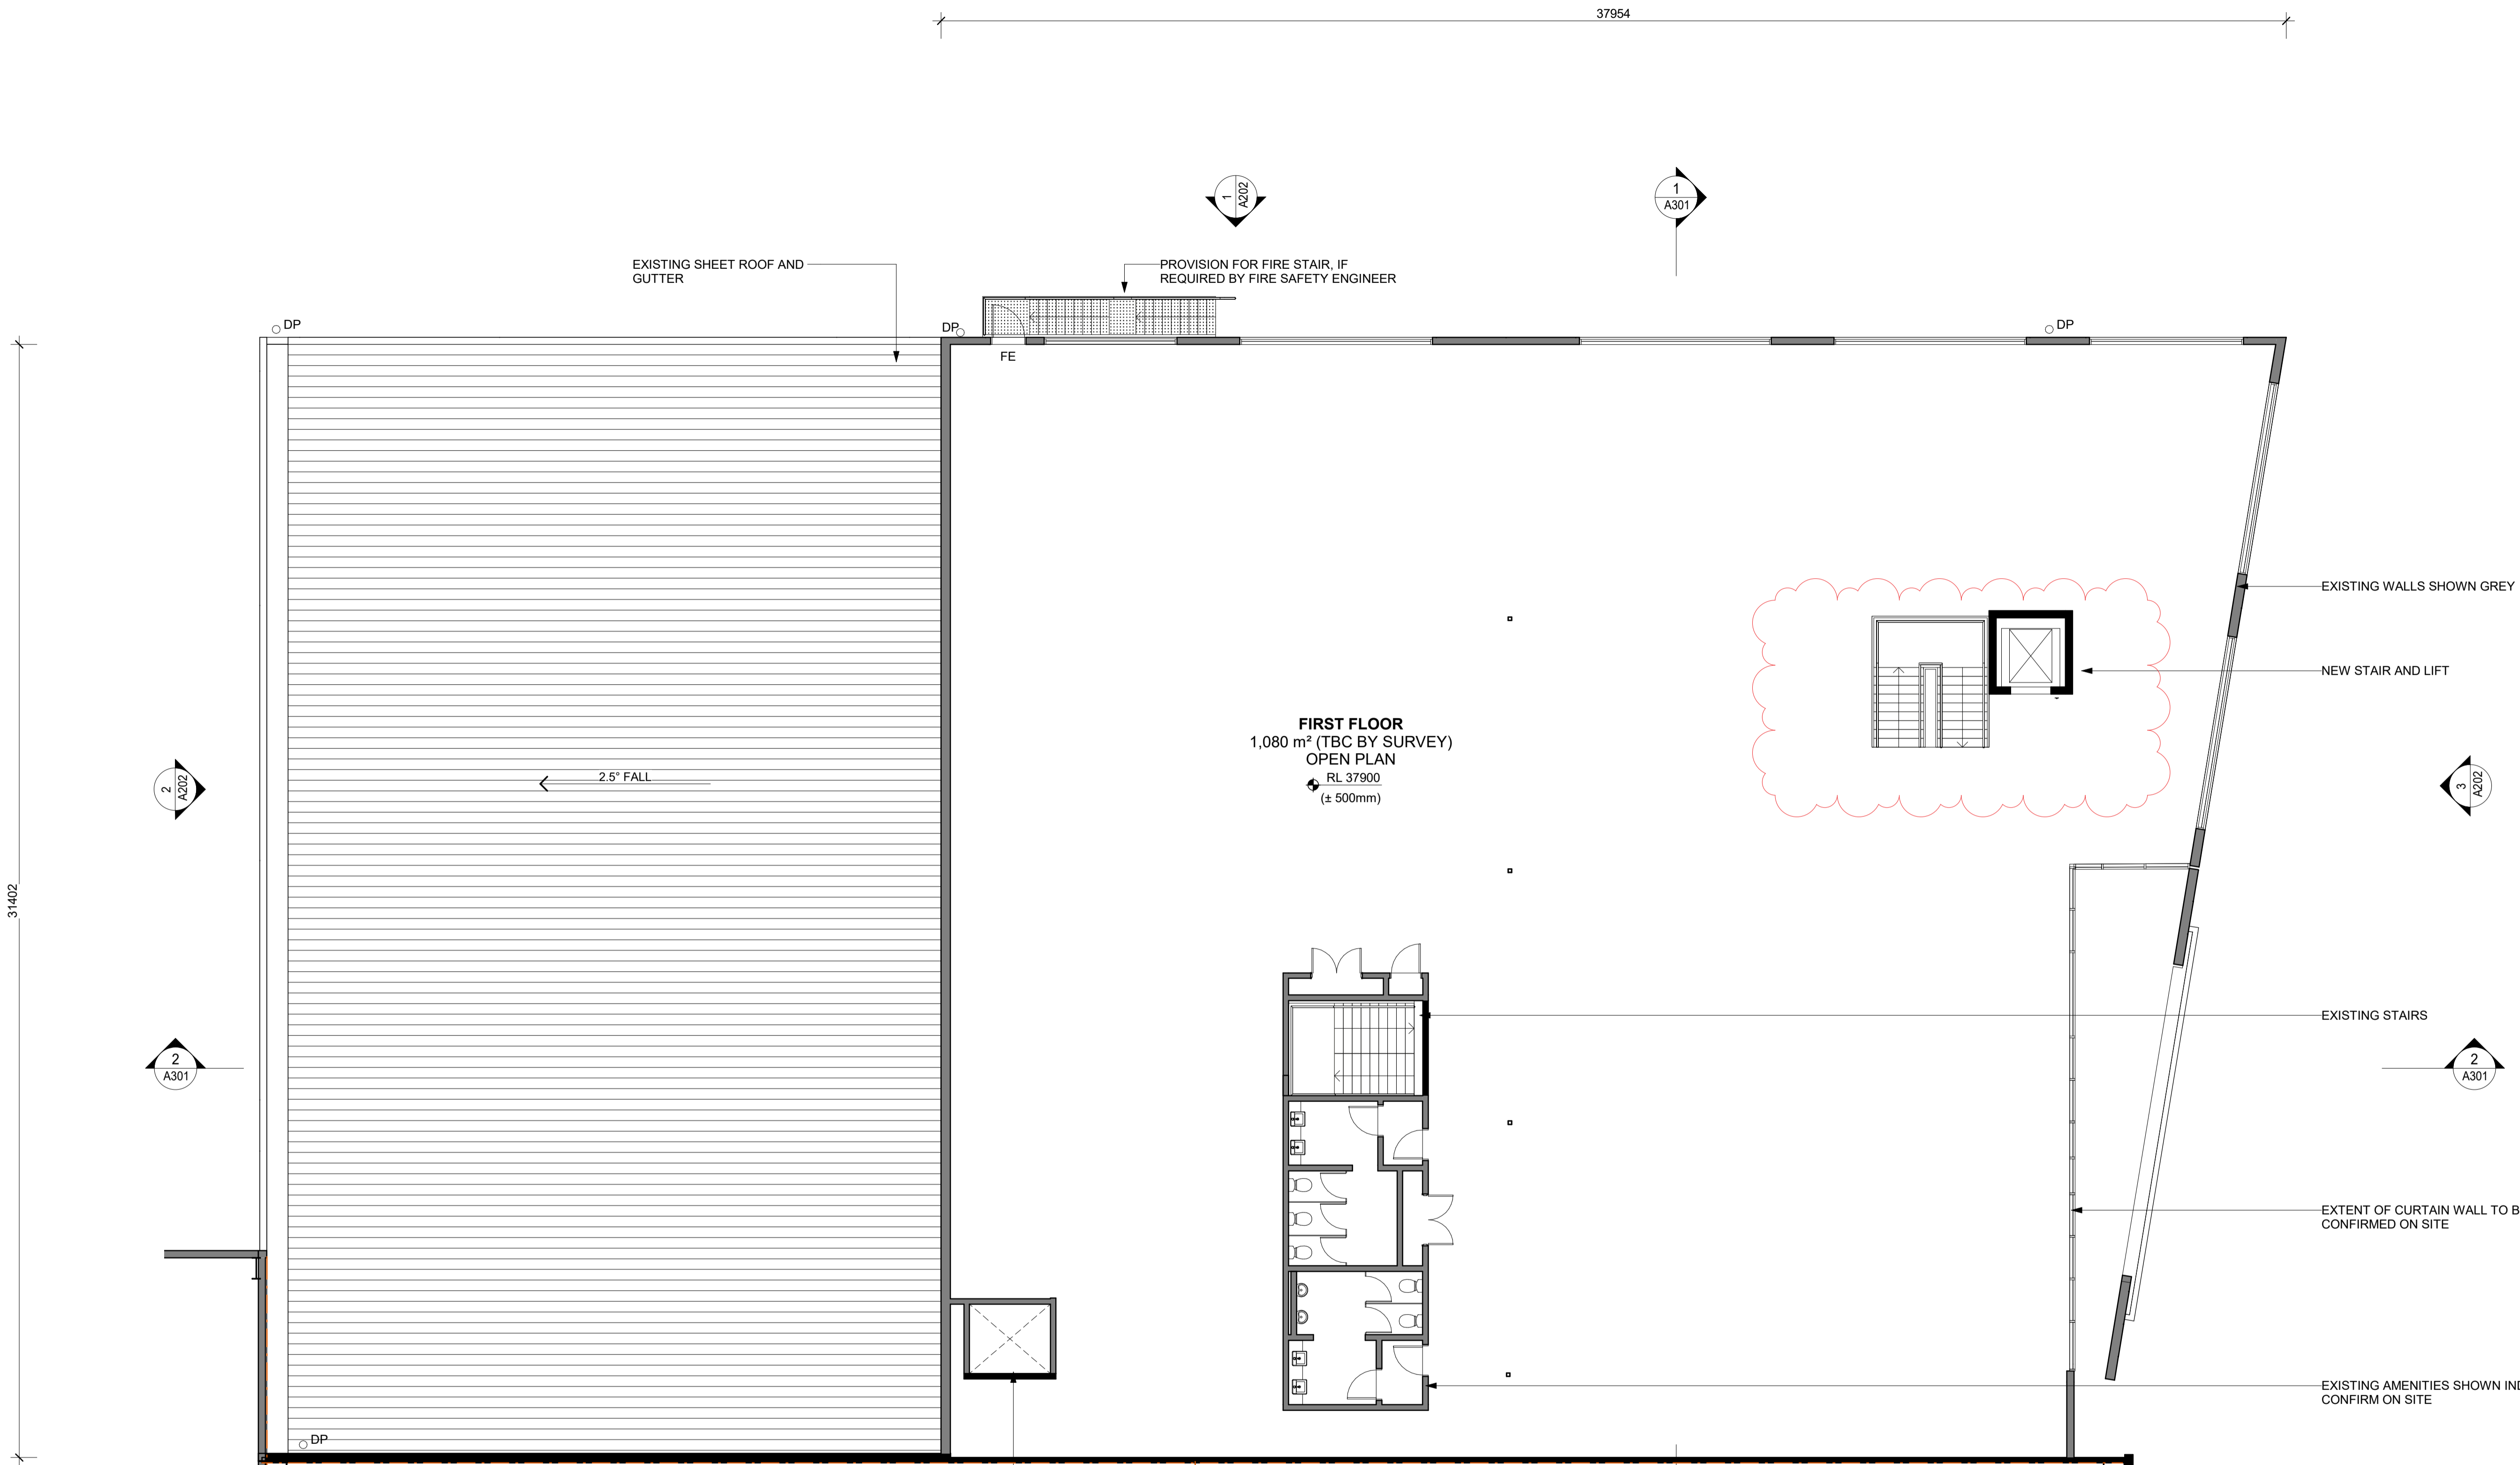 37954
1
A202
1
A301
EXISTING SHEET ROOF AND
GUTTER
PROVISION FOR FIRE STAIR, IF
REQUIRED BY FIRE SAFETY ENGINEER
DP
DP
DP
FE
EXISTING WALLS SHOWN GREY
NEW STAIR AND LIFT
FIRST FLOOR
1,080 m² (TBC BY SURVEY)
OPEN PLAN
RL 37900
(± 500mm)
2.5° FALL
2
A202
3
A202
31402
EXISTING STAIRS
2
A301
2
A301
EXTENT OF CURTAIN WALL TO B
CONFIRMED ON SITE
EXISTING AMENITIES SHOWN IND
CONFIRM ON SITE
DP